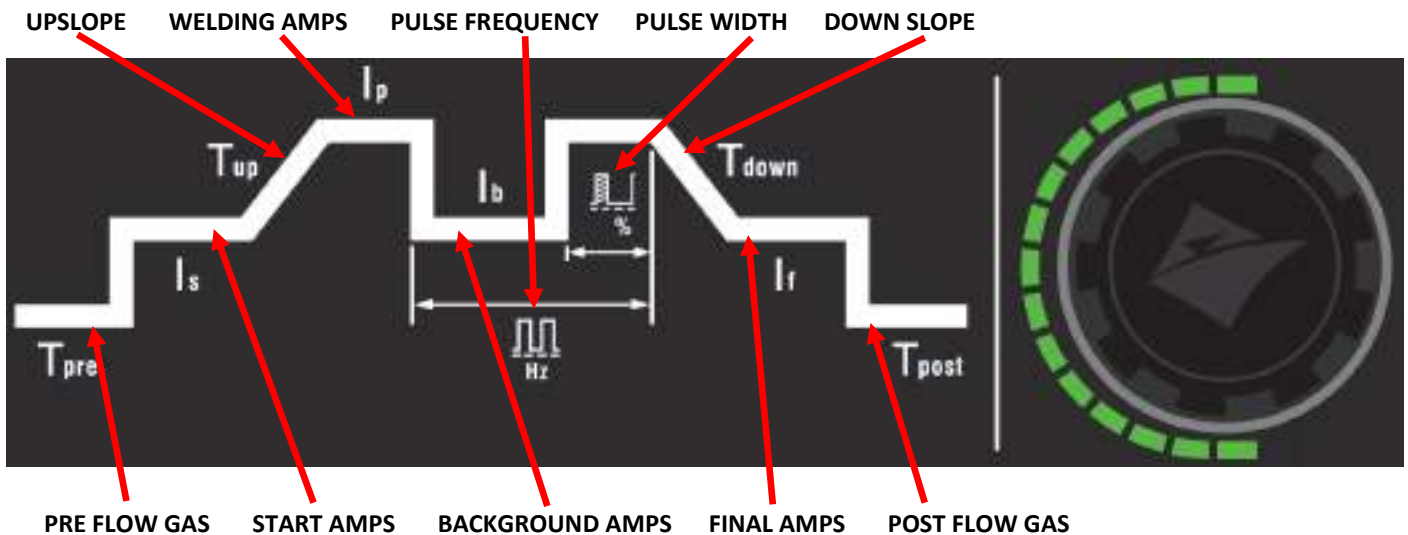 UPSLOPE WELDING AMPS PULSE FREQUENCY PULSE WIDTH DOWN SLOPE
Ip
Tup
Ib
Tdown
%
Is
If
Hz
Tpre
Tpost
PRE FLOW GAS START AMPS BACKGROUND AMPS FINAL AMPS POST FLOW GAS